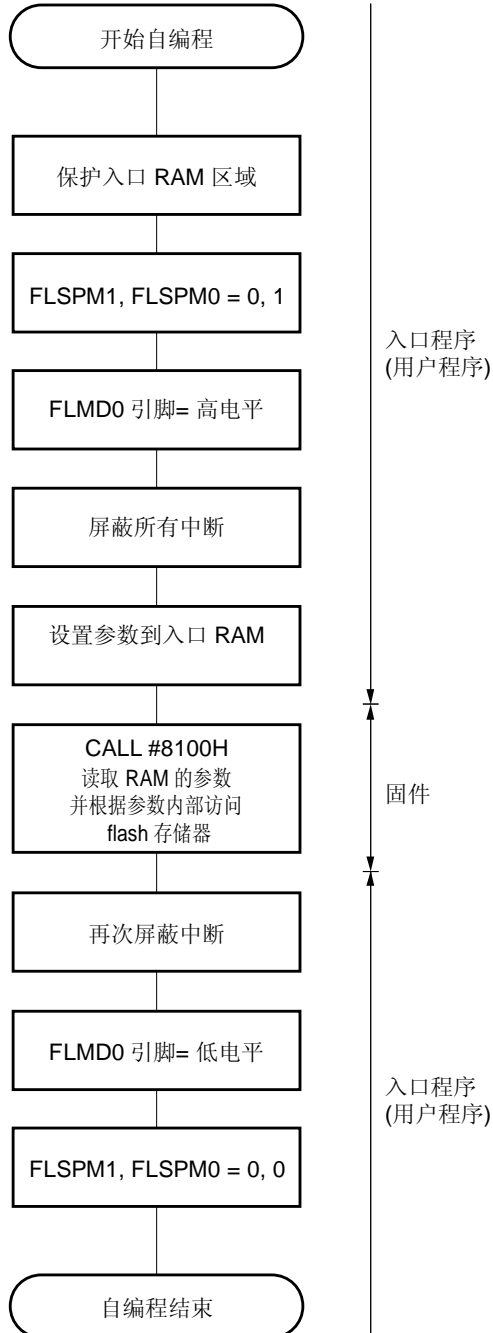 开始自编程
保护入口 RAM 区域
FLSPM1, FLSPM0 = 0, 1
FLMD0 引脚= 高电平
屏蔽所有中断
设置参数到入口 RAM
入口程序
(用户程序)
CALL #8100H
读取 RAM 的参数
并根据参数内部访问
flash 存储器
固件
再次屏蔽中断
FLMD0 引脚= 低电平
FLSPM1, FLSPM0 = 0, 0
自编程结束
入口程序
(用户程序)